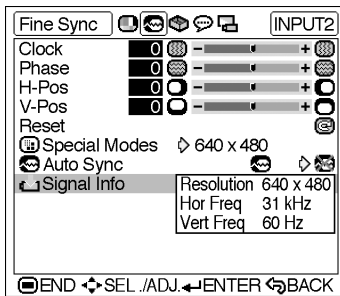 Fine Sync INPUT2
Clock 0 - +
Phase 0 - +
H-Pos 0 - +
V-Pos 0 - +
Reset
Special Modes 640 x 480
Auto Sync
Signal Info
Resolution 640 x 480
Hor Freq 31 kHz
Vert Freq 60 Hz
END SEL./ADJ. ENTER BACK